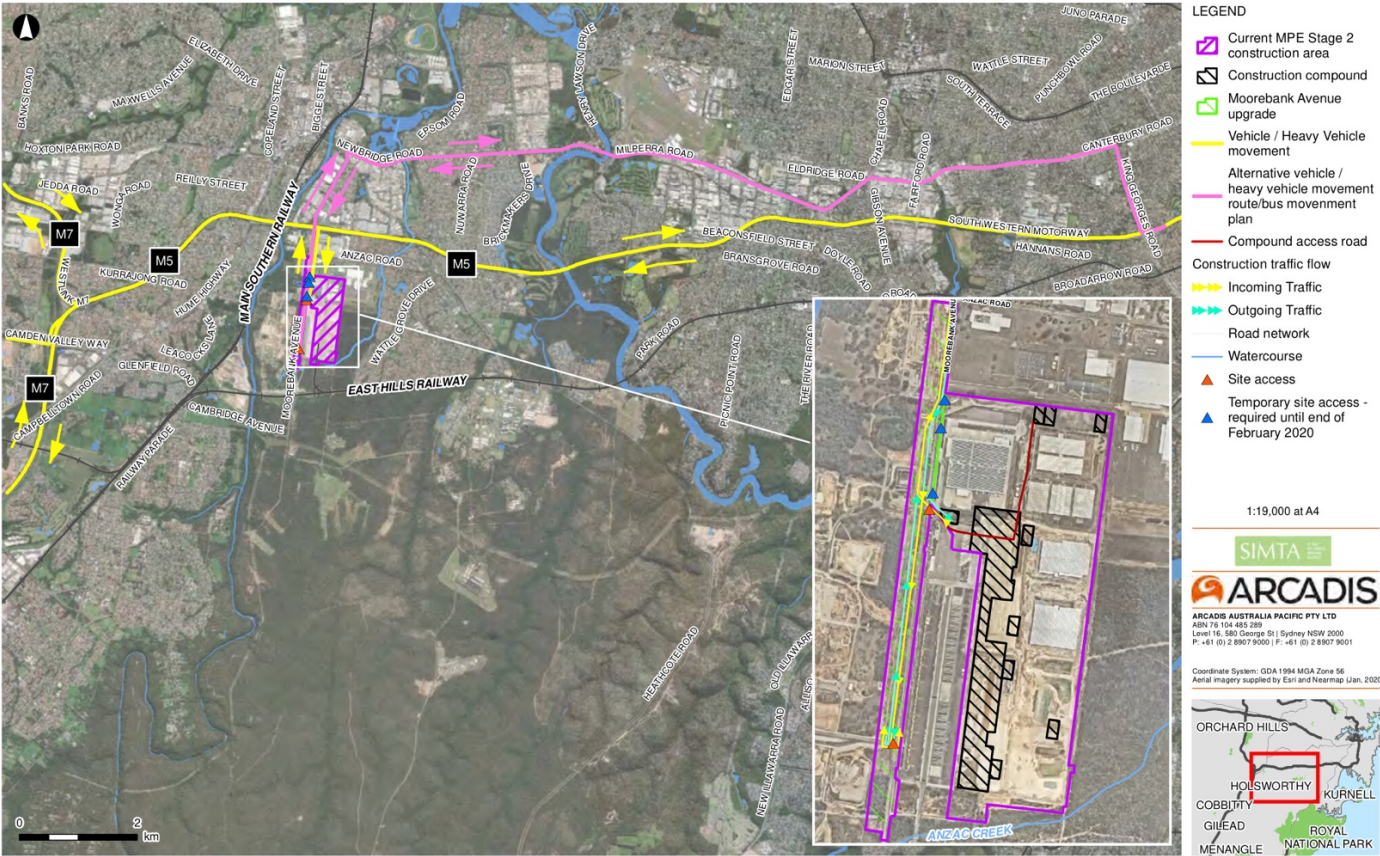 JUNO PARADE
ELIZABETH DRIVE
MARION STREET
WATTLE STREET
PUNCHBOWL ROAD
THE BOULEVARDE
BANKS ROAD
MAXWELLS AVENUE
COPELAND STREET
BIGGE STREET
EPSOM ROAD
HENRY LAWSON DRIVE
EDGAR STREET
SOUTH TERRACE
CHAPEL ROAD
HOXTON PARK ROAD
NEWBRIDGE ROAD
MILPERRA ROAD
CANTERBURY ROAD
ELDRIDGE ROAD
FAIRFORD ROAD
JEDDA ROAD
WONGA ROAD
REILLY STREET
NUWARRA ROAD
BRICKMAKERS DRIVE
GIBSON AVENUE
KING GEORGES ROAD
M7
MAIN SOUTHERN RAILWAY
SOUTH WESTERN MOTORWAY
BEACONSFIELD STREET
HANNANS ROAD
M5
ANZAC ROAD
M5
BRANSGROVE ROAD
DOYLE ROAD
BROADARROW ROAD
WESTLINK M7
KURRAJONG ROAD
HUME HIGHWAY
WATTLE GROVE DRIVE
ROAD
CAMDEN VALLEY WAY
LEACOCKS LANE
MOOREBANK AVENUE
PARK ROAD
PICNIC POINT ROAD
THE RIVER ROAD
GLENFIELD ROAD
EAST HILLS RAILWAY
M7
CAMPBELLTOWN ROAD
CAMBRIDGE AVENUE
RAILWAY PARADE
HEATHCOTE ROAD
NEW ILLAWARRA ROAD
ANZAC ROAD
MOOREBANK AVENUE
ANZAC CREEK
0 2
km
LEGEND
Current MPE Stage 2
construction area
Construction compound
Moorebank Avenue
upgrade
Vehicle / Heavy Vehicle
movement
Alternative vehicle /
heavy vehicle movement
route/bus movenment
plan
Compound access road
Construction traffic flow
Incoming Traffic
Outgoing Traffic
Road network
Watercourse
Site access
Temporary site access -
required until end of
February 2020
1:19,000 at A4
SIMTA
ARCADIS
ARCADIS AUSTRALIA PACIFIC PTY LTD
ABN 76 104 485 289
Level 16, 580 George St | Sydney NSW 2000
P: +61 (0) 2 8907 9000 | F: +61 (0) 2 8907 9001
Coordinate System: GDA 1994 MGA Zone 56
Aerial imagery supplied by Esri and Nearmap (Jan, 2020
ORCHARD HILLS
HOLSWORTHY
KURNELL
COBBITTY
GILEAD
ROYAL
NATIONAL PARK
MENANGLE